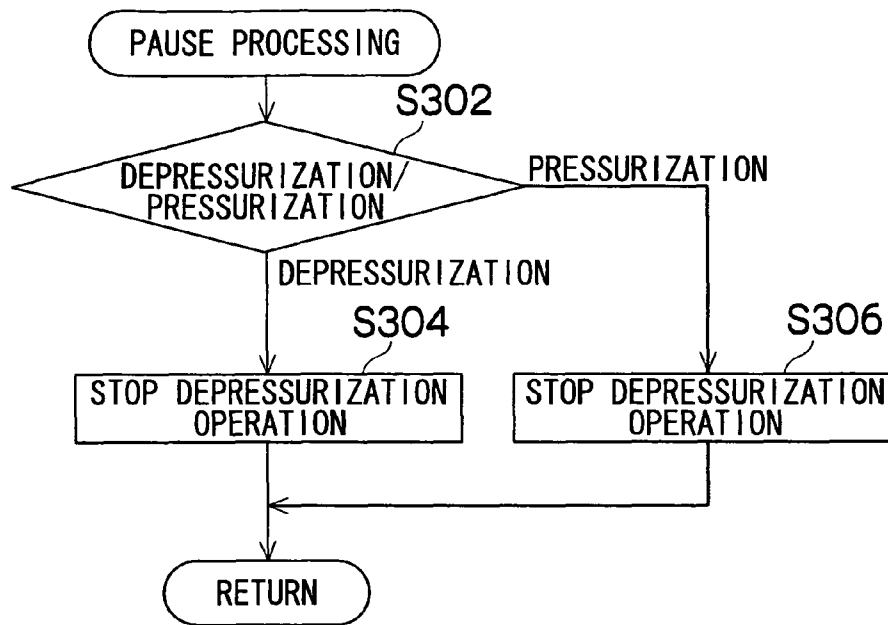 PAUSE PROCESSING
S302
DEPRESSURIZATION/
PRESSURIZATION
PRESSURIZATION
DEPRESSURIZATION
S304
S306
STOP DEPRESSURIZATION
OPERATION
STOP DEPRESSURIZATION
OPERATION
RETURN